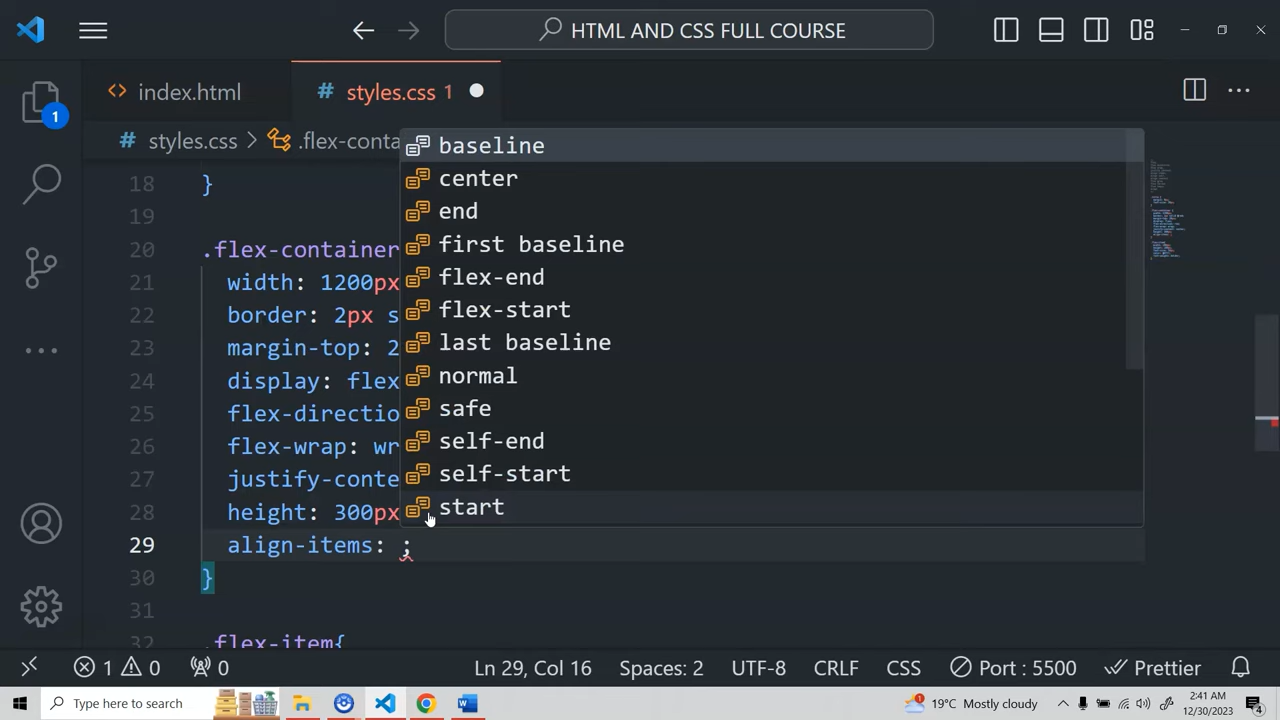 HTML AND CSS FULL COURSE
1
<> index.html
# styles.css 1
# styles.css > .flex-conta
18 }
19
20 .flex-container
21 width: 1200px
22 border: 2px s
23 margin-top: 2
24 display: flex
25 flex-directio
26 flex-wrap: wr
27 justify-conte
28 height: 300px
29 align-items: ;
30 }
31
32 .flex-item{
baseline
center
end
first baseline
flex-end
flex-start
last baseline
normal
safe
self-end
self-start
start
1 0 0 Ln 29, Col 16 Spaces: 2 UTF-8 CRLF CSS Port : 5500 Prettier
Type here to search
1 19°C Mostly cloudy
2:41 AM
12/30/2023
4